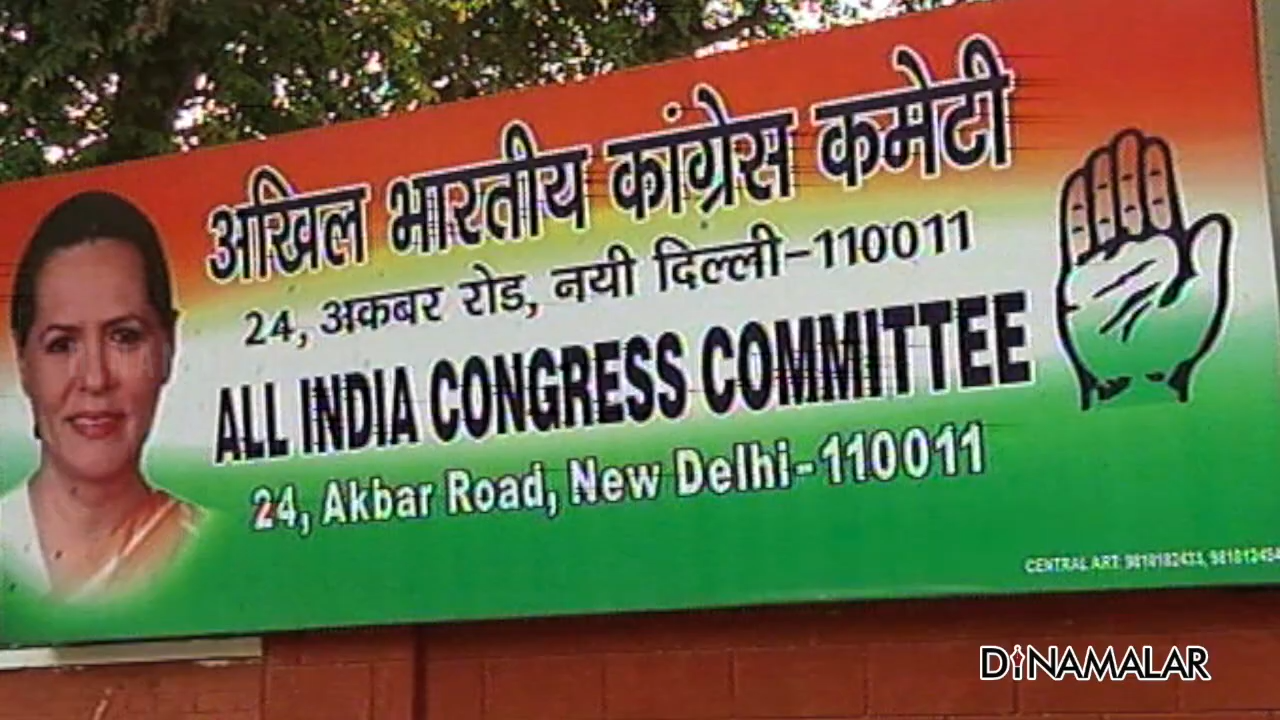 अखिल भारतीय कांग्रेस कमेटी
24, अकबर रोड, नयी दिल्ली-110011
ALL INDIA CONGRESS COMMITTEE
24, Akbar Road, New Delhi-110011
CENTRAL ART:
DINAMALAR